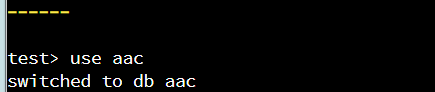 ------
test> use aac
switched to db aac